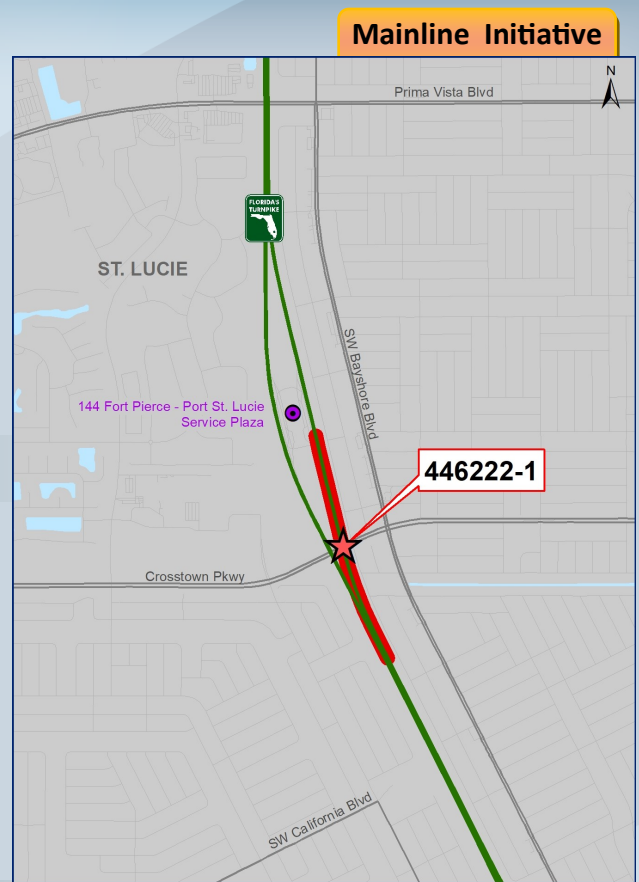 Mainline Initiative
N
Prima Vista Blvd
FLORIDA'S
TURNPIKE
ST. LUCIE
SW Bayshore Blvd
144 Fort Pierce - Port St. Lucie
Service Plaza
446222-1
Crosstown Pkwy
SW California Blvd